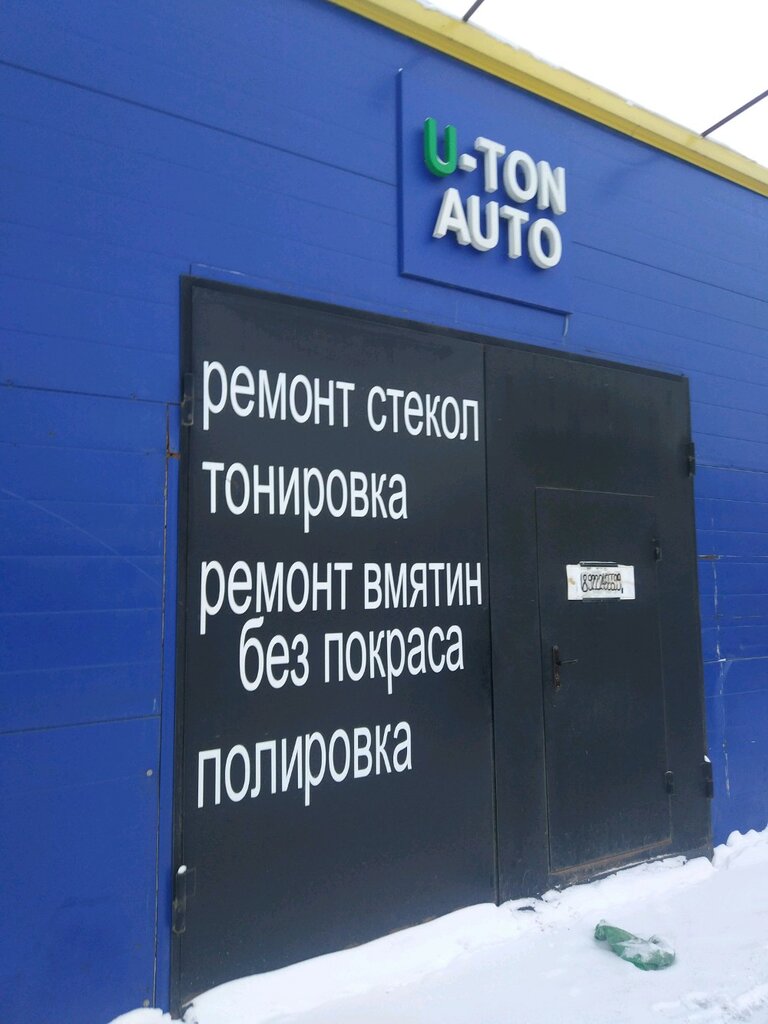 U-TON
AUTO
ремонт стекол
тонировка
ремонт вмятин
без покраса
полировка